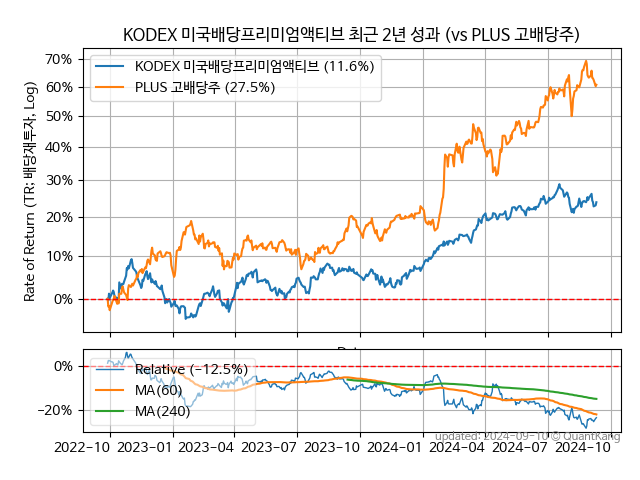 KODEX 미국배당프리미엄액티브 최근 2년 성과 (vs PLUS 고배당주)
Rate of Return (TR: 배당재투자, Log)
70%
60%
50%
40%
30%
20%
10%
0%
KODEX 미국배당프리미엄액티브 (11.6%)
PLUS 고배당주 (27.5%)
0%
−20%
Relative (−12.5%)
MA(60)
MA(240)
2022-10 2023-01 2023-04 2023-07 2023-10 2024-01 2024-04 2024-07 2024-10
updated: 2024-09-10 © QuantKang